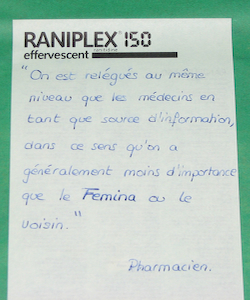 RANIPLEX 150
effervescent
"On est relégués au même
niveau que les médecins en
tant que source d'information,
dans ce sens qu'on a
généralement moins d'importance
que le Fémina ou le
voisin."
Pharmacien.